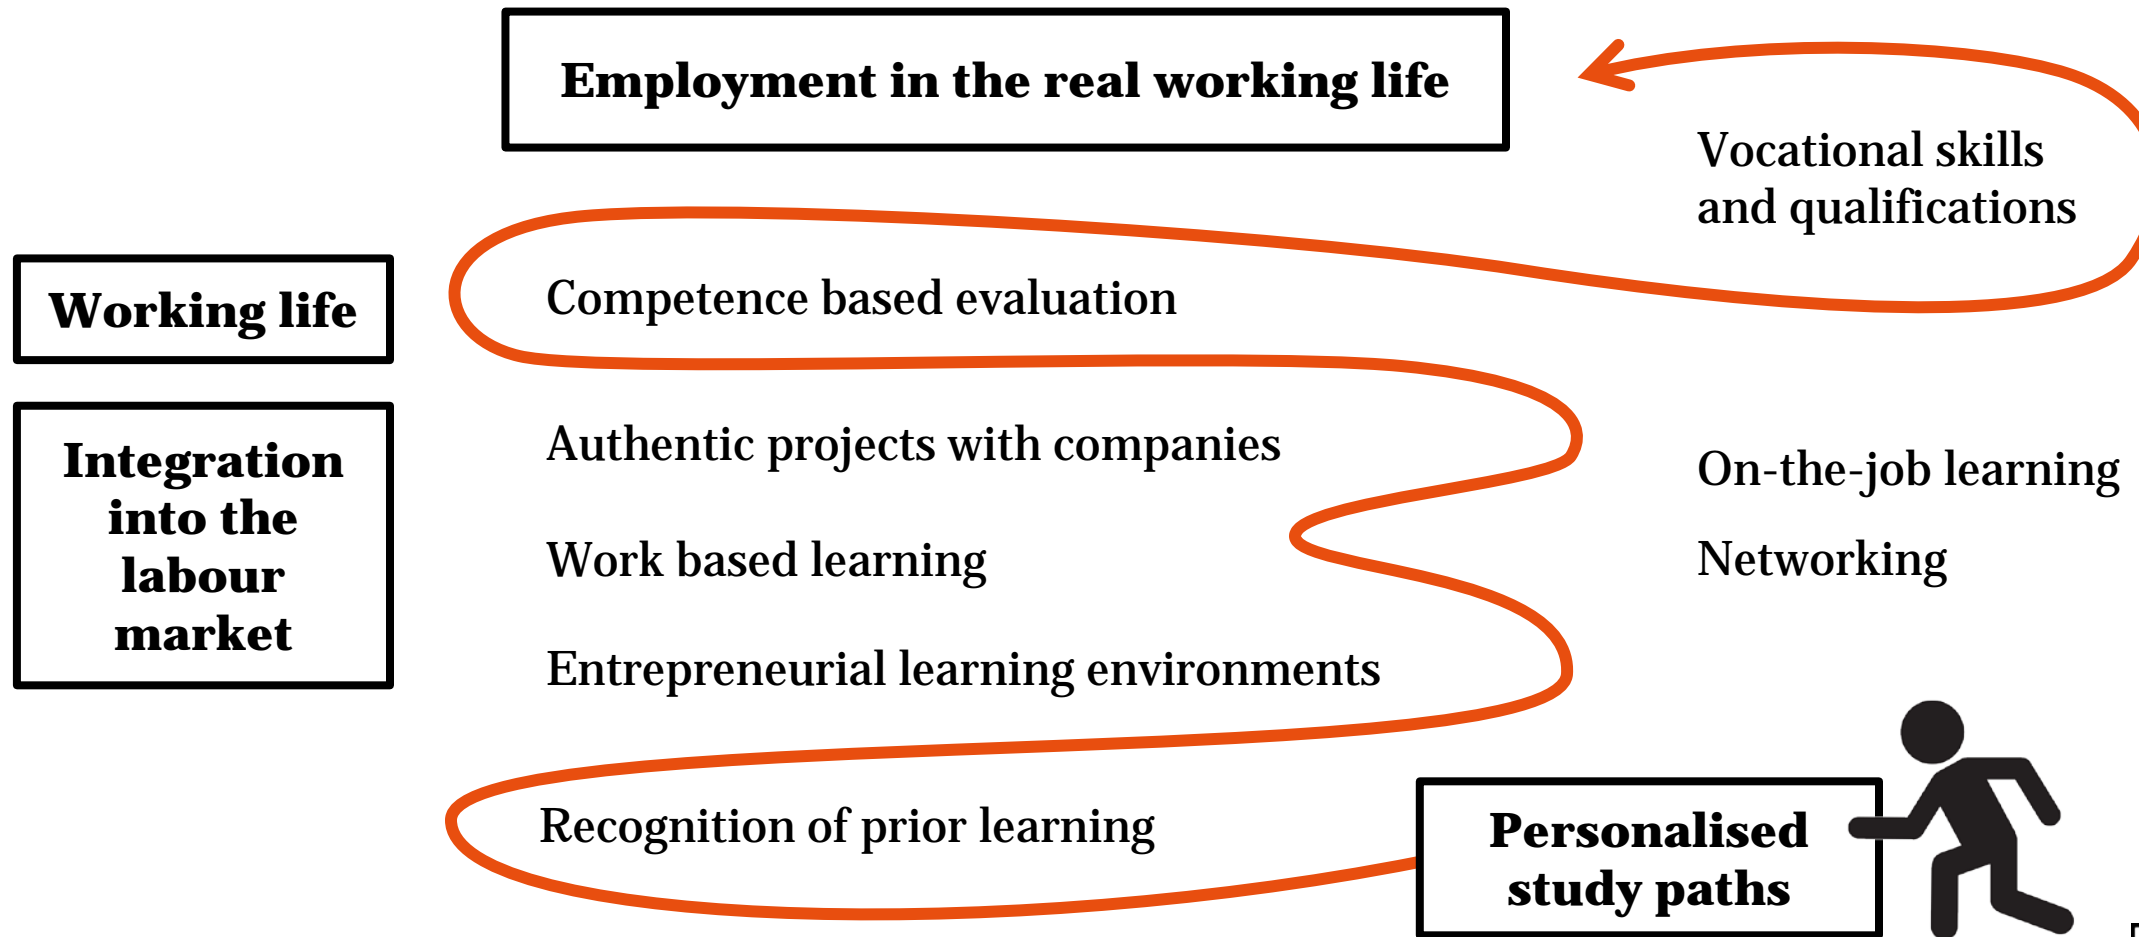 Employment in the real working life
Vocational skills
and qualifications
Working life
Competence based evaluation
Integration
into the
labour
market
Authentic projects with companies
On-the-job learning
Work based learning
Networking
Entrepreneurial learning environments
Recognition of prior learning
Personalised
study paths